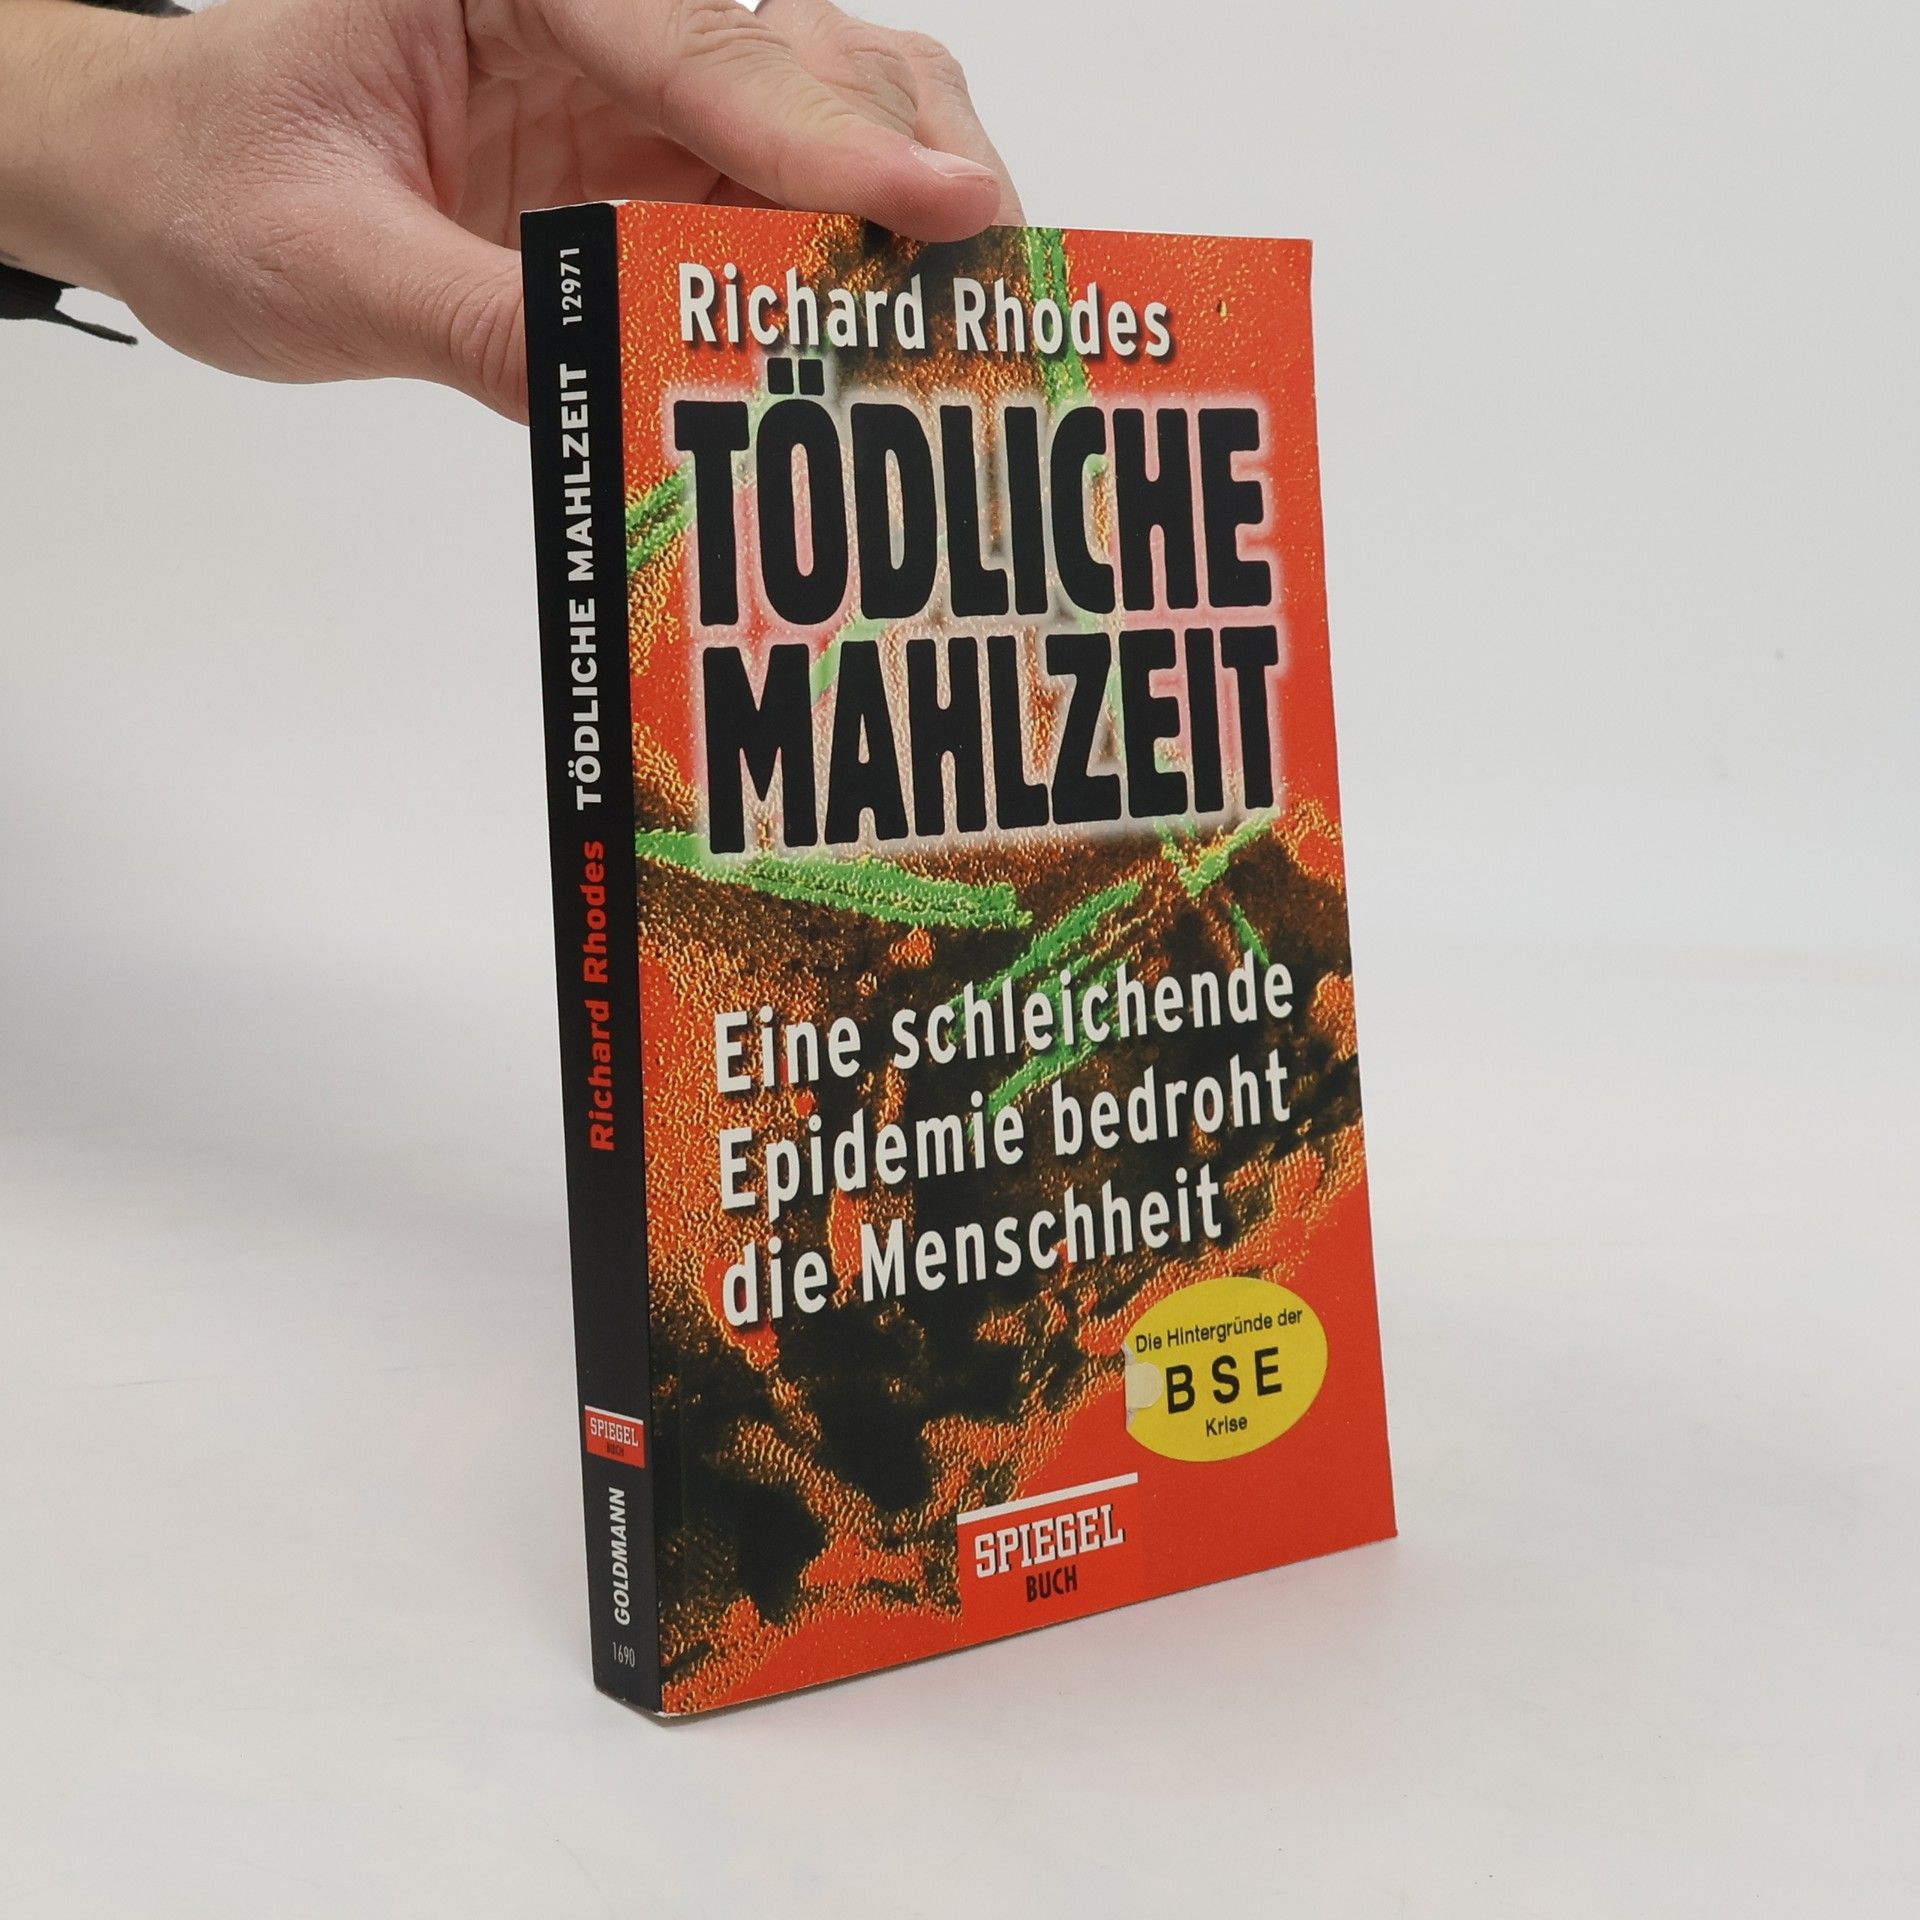 Richard Rhodes
TÖDLICHE
MAHLZEIT
Eine schleichende
Epidemie bedroht
die Menschheit
Die Hintergründe der
BSE
Krise
SPIEGEL
BUCH
Richard Rhodes TÖDLICHE MAHLZEIT 12971
SPIEGEL
BUCH
GOLDMANN
1690